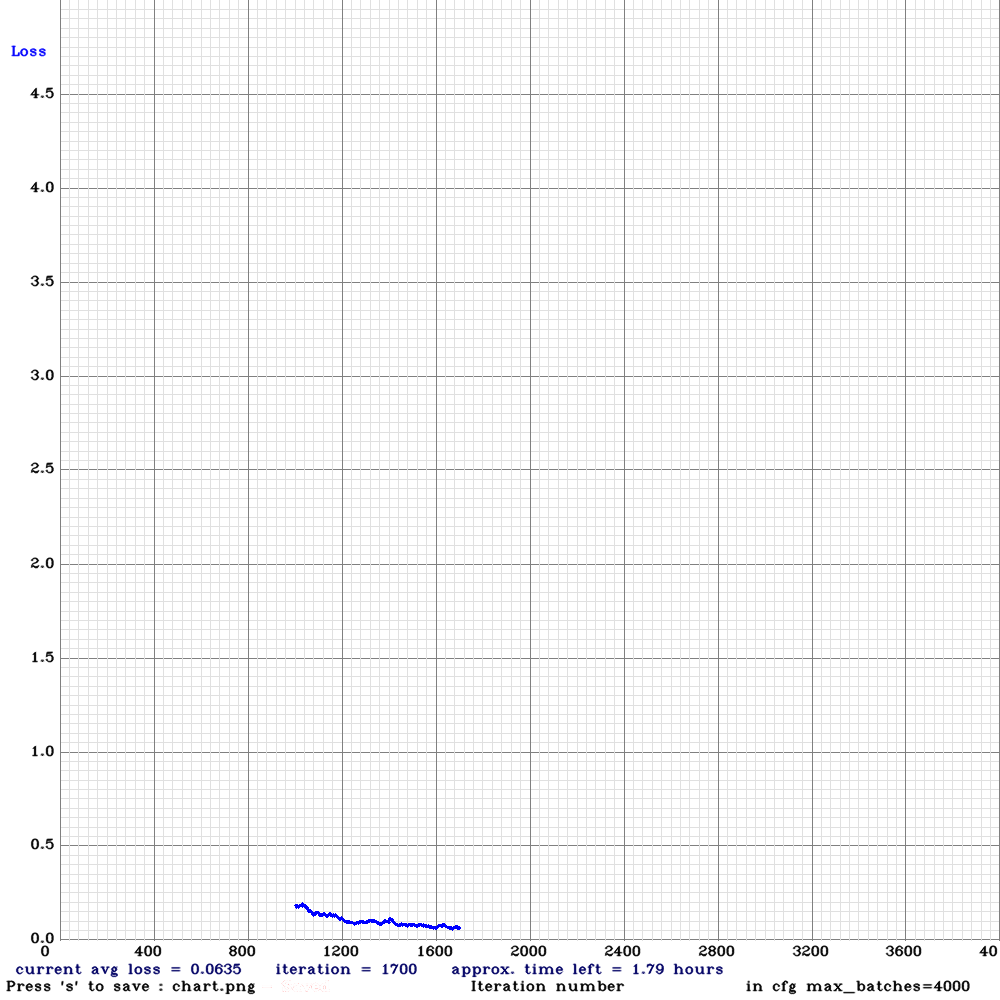 Loss
4.5
4.0
3.5
3.0
2.5
2.0
1.5
1.0
0.5
0.0
0 400 800 1200 1600 2000 2400 2800 3200 3600 40
current avg loss = 0.0635 iteration = 1700 approx. time left = 1.79 hours
Press 's' to save : chart.png Iteration number in cfg max_batches=4000